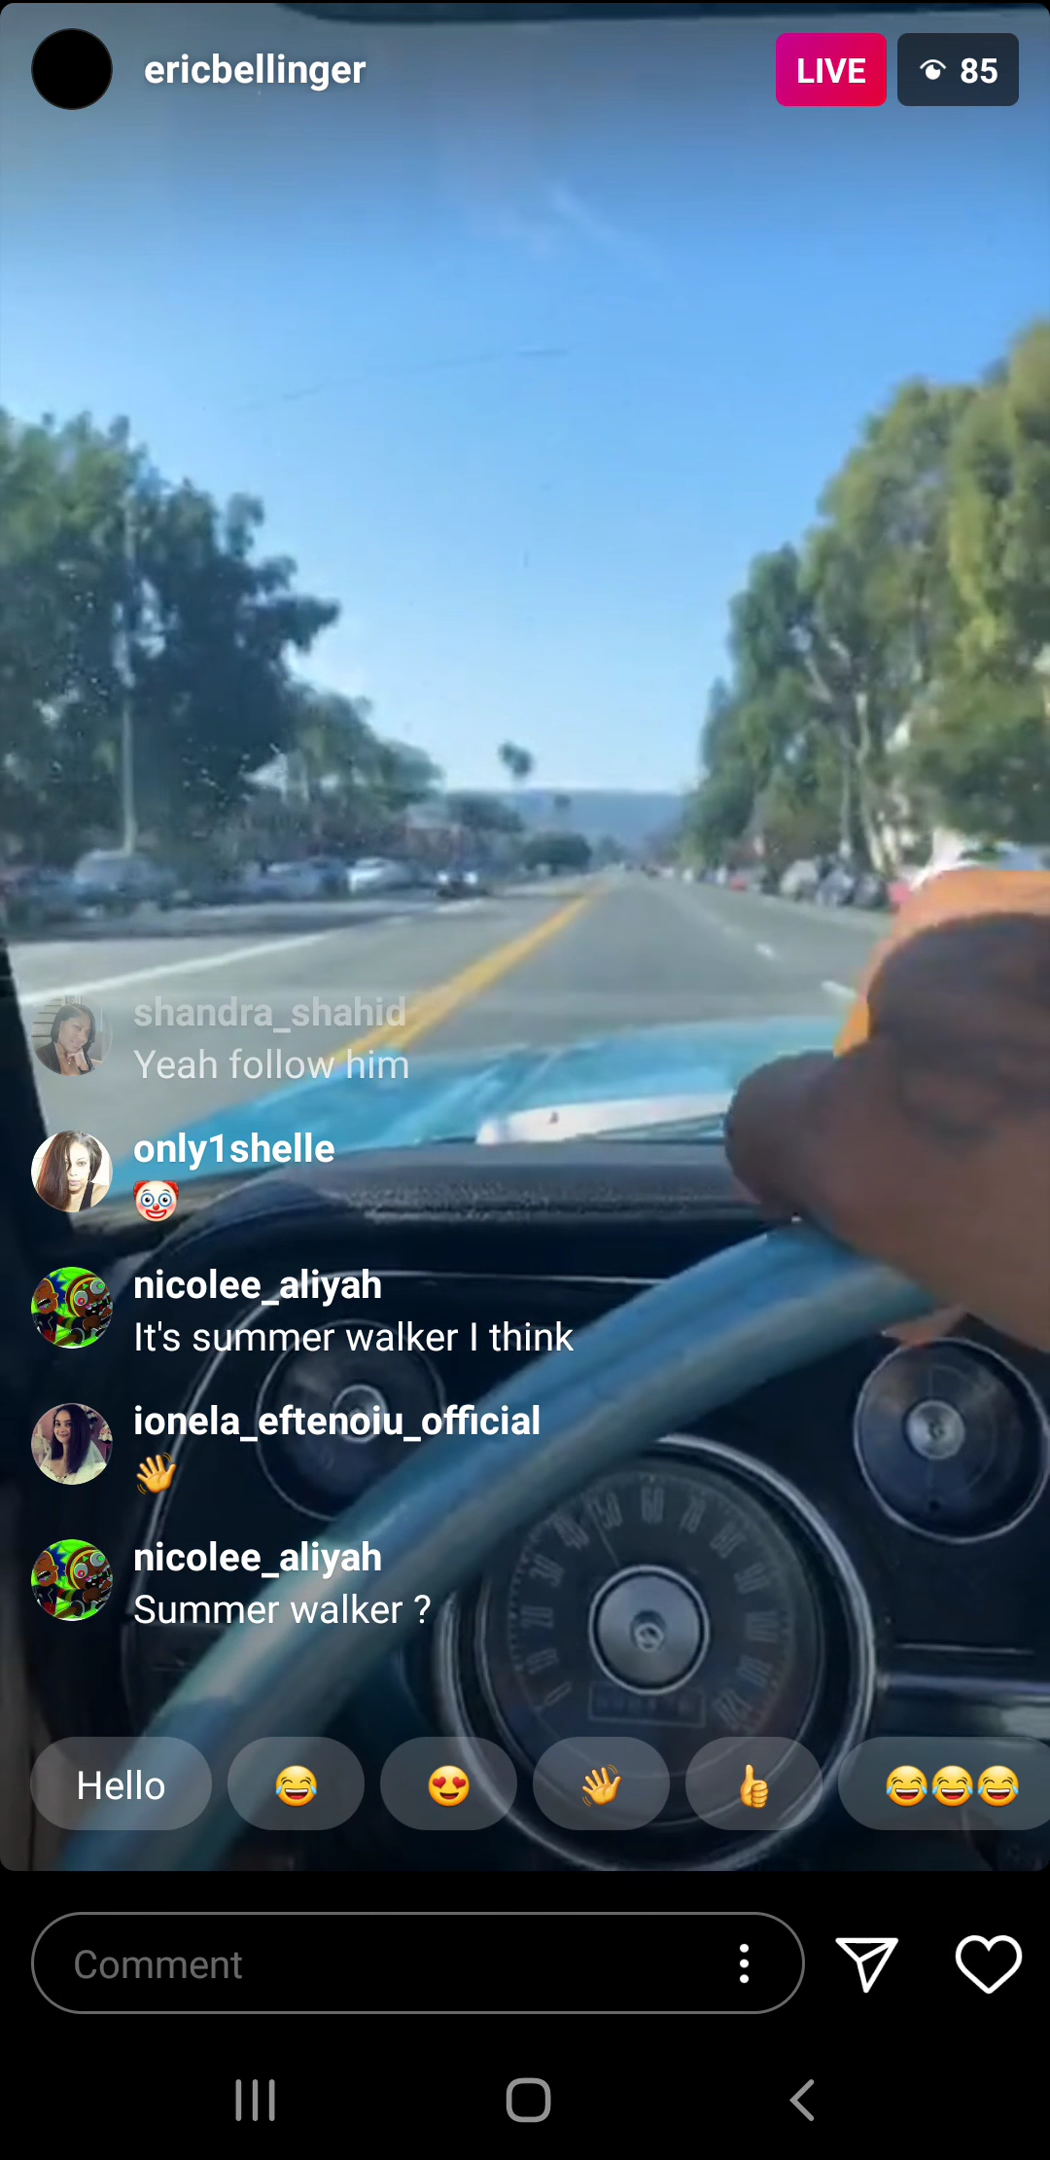 ericbellinger
LIVE 85
shandra_shahid
Yeah follow him
only1shelle
🤡
nicolee_aliyah
It's summer walker I think
ionela_eftenoiu_official
👋
nicolee_aliyah
Summer walker ?
Hello 😂 😍 👋 👍 😂😂😂
Comment